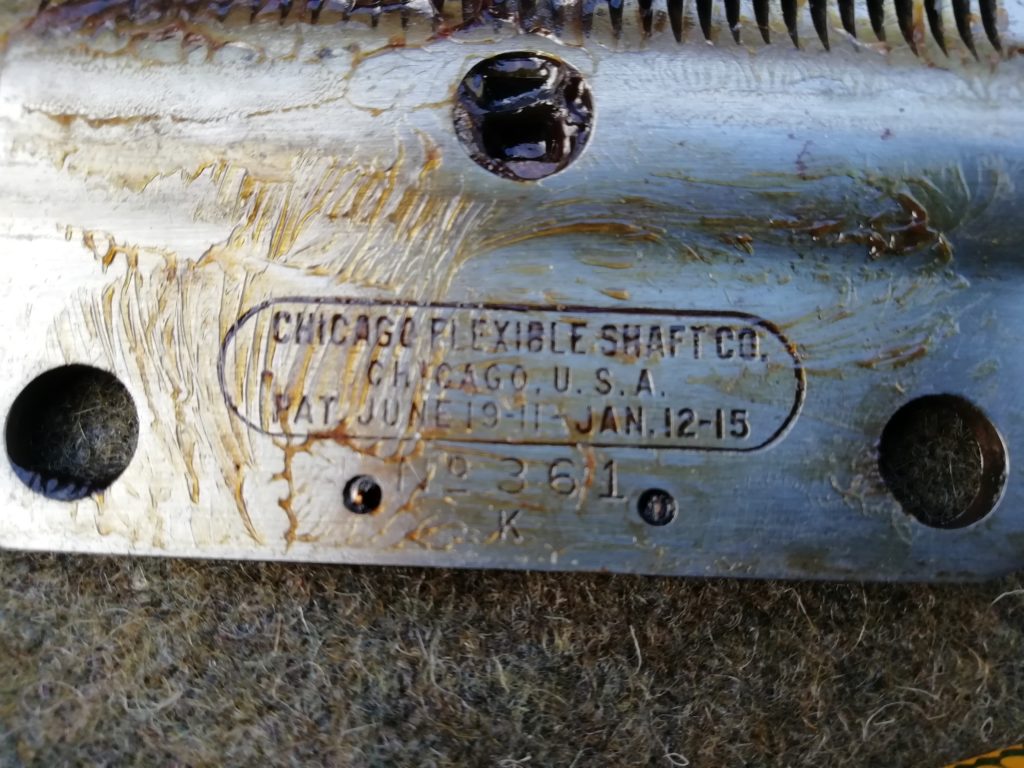 CHICAGO FLEXIBLE SHAFT CO.
CHICAGO, U.S.A.
PAT. JUNE 19-11- JAN. 12-15
No 361
K